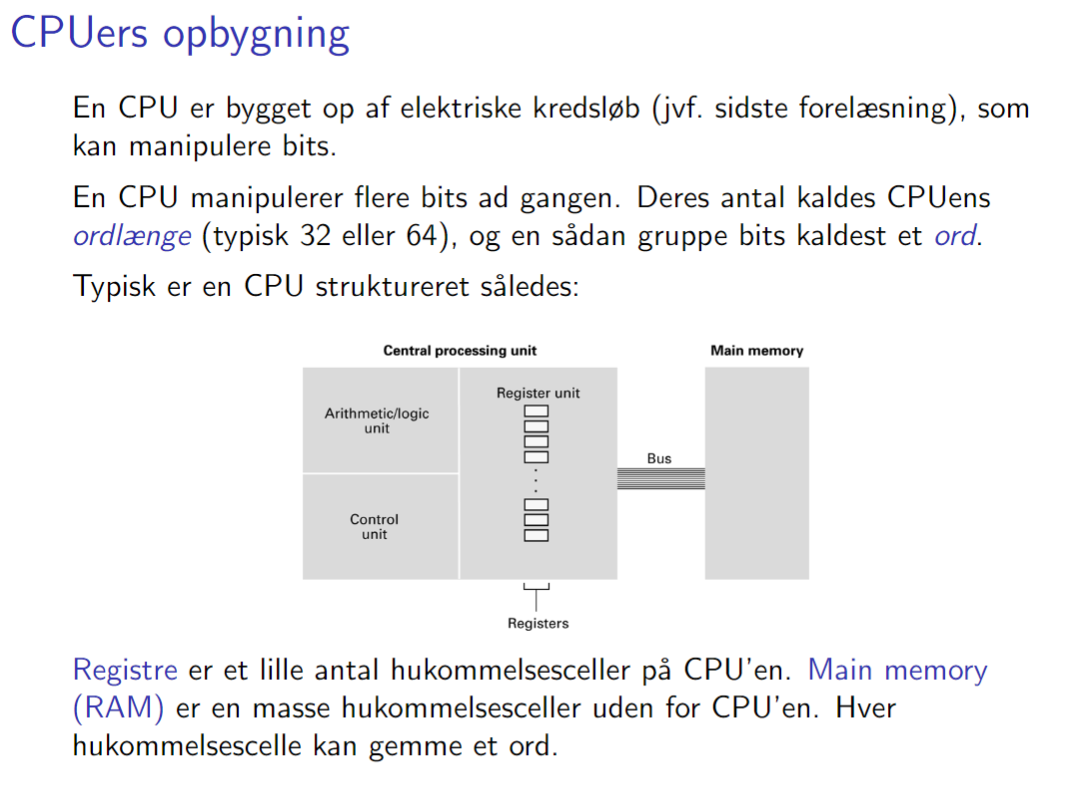 CPUers opbygning
En CPU er bygget op af elektriske kredsløb (jvf. sidste forelæsning), som
kan manipulere bits.
En CPU manipulerer flere bits ad gangen. Deres antal kaldes CPUens
ordlængde (typisk 32 eller 64), og en sådan gruppe bits kaldest et ord.
Typisk er en CPU struktureret således:
Central processing unit
Main memory
Arithmetic/logic
unit
Register unit
Bus
Control
unit
Registers
Registre er et lille antal hukommelsesceller på CPU'en. Main memory
(RAM) er en masse hukommelsesceller uden for CPU'en. Hver
hukommelsescelle kan gemme et ord.